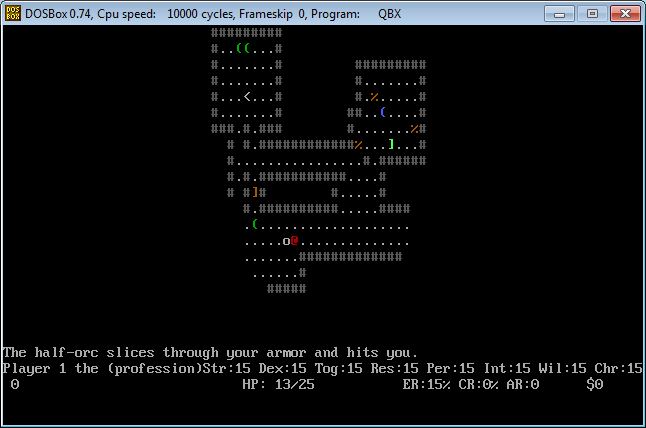 DOS
BOX
DOSBox 0.74, Cpu speed: 10000 cycles, Frameskip 0, Program: QBX
The half-orc slices through your armor and hits you.
Player 1 the (profession)Str:15 Dex:15 Tog:15 Res:15 Per:15 Int:15 Wil:15 Chr:15
0 HP: 13/25 ER:15% CR:0% AR:0 $0